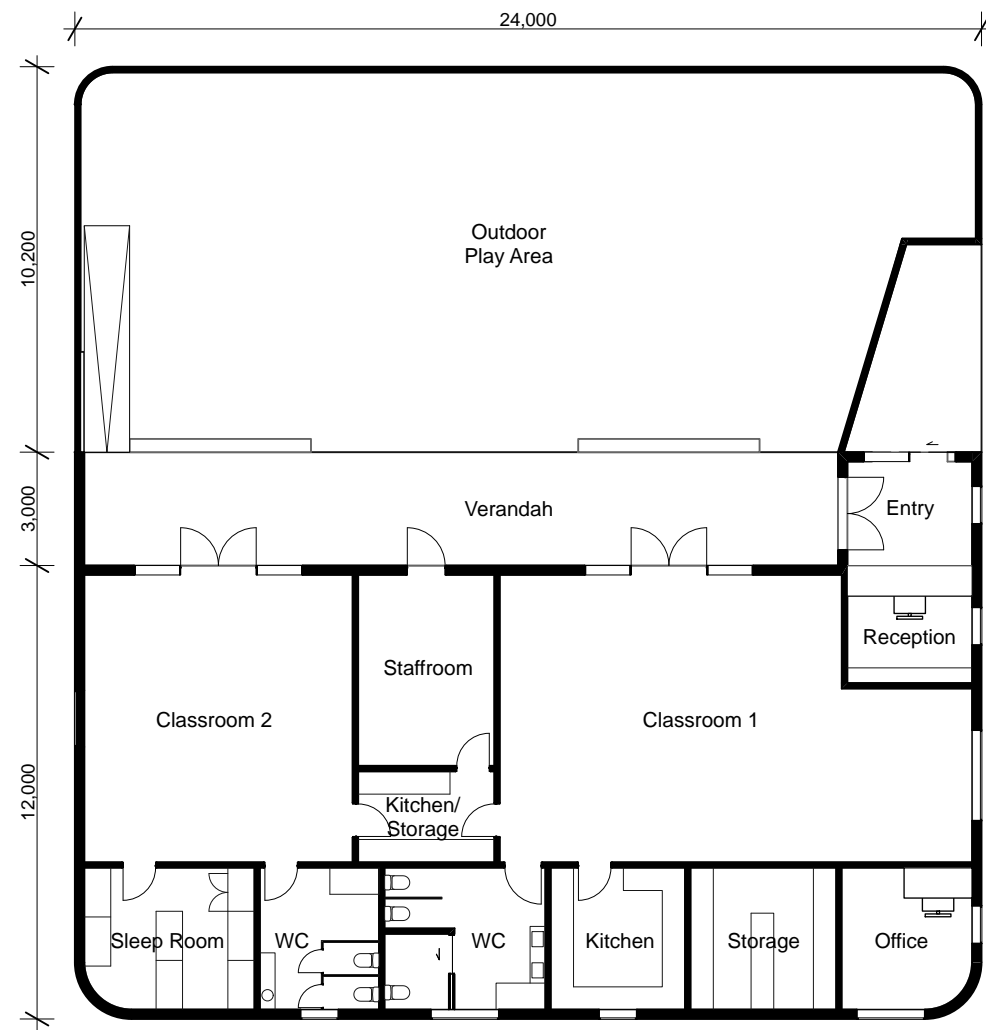 24,000
10,200
Outdoor
Play Area
3,000
Verandah
Entry
Reception
Staffroom
Classroom 2
Classroom 1
12,000
Kitchen/
Storage
Sleep Room
WC
WC
Kitchen
Storage
Office